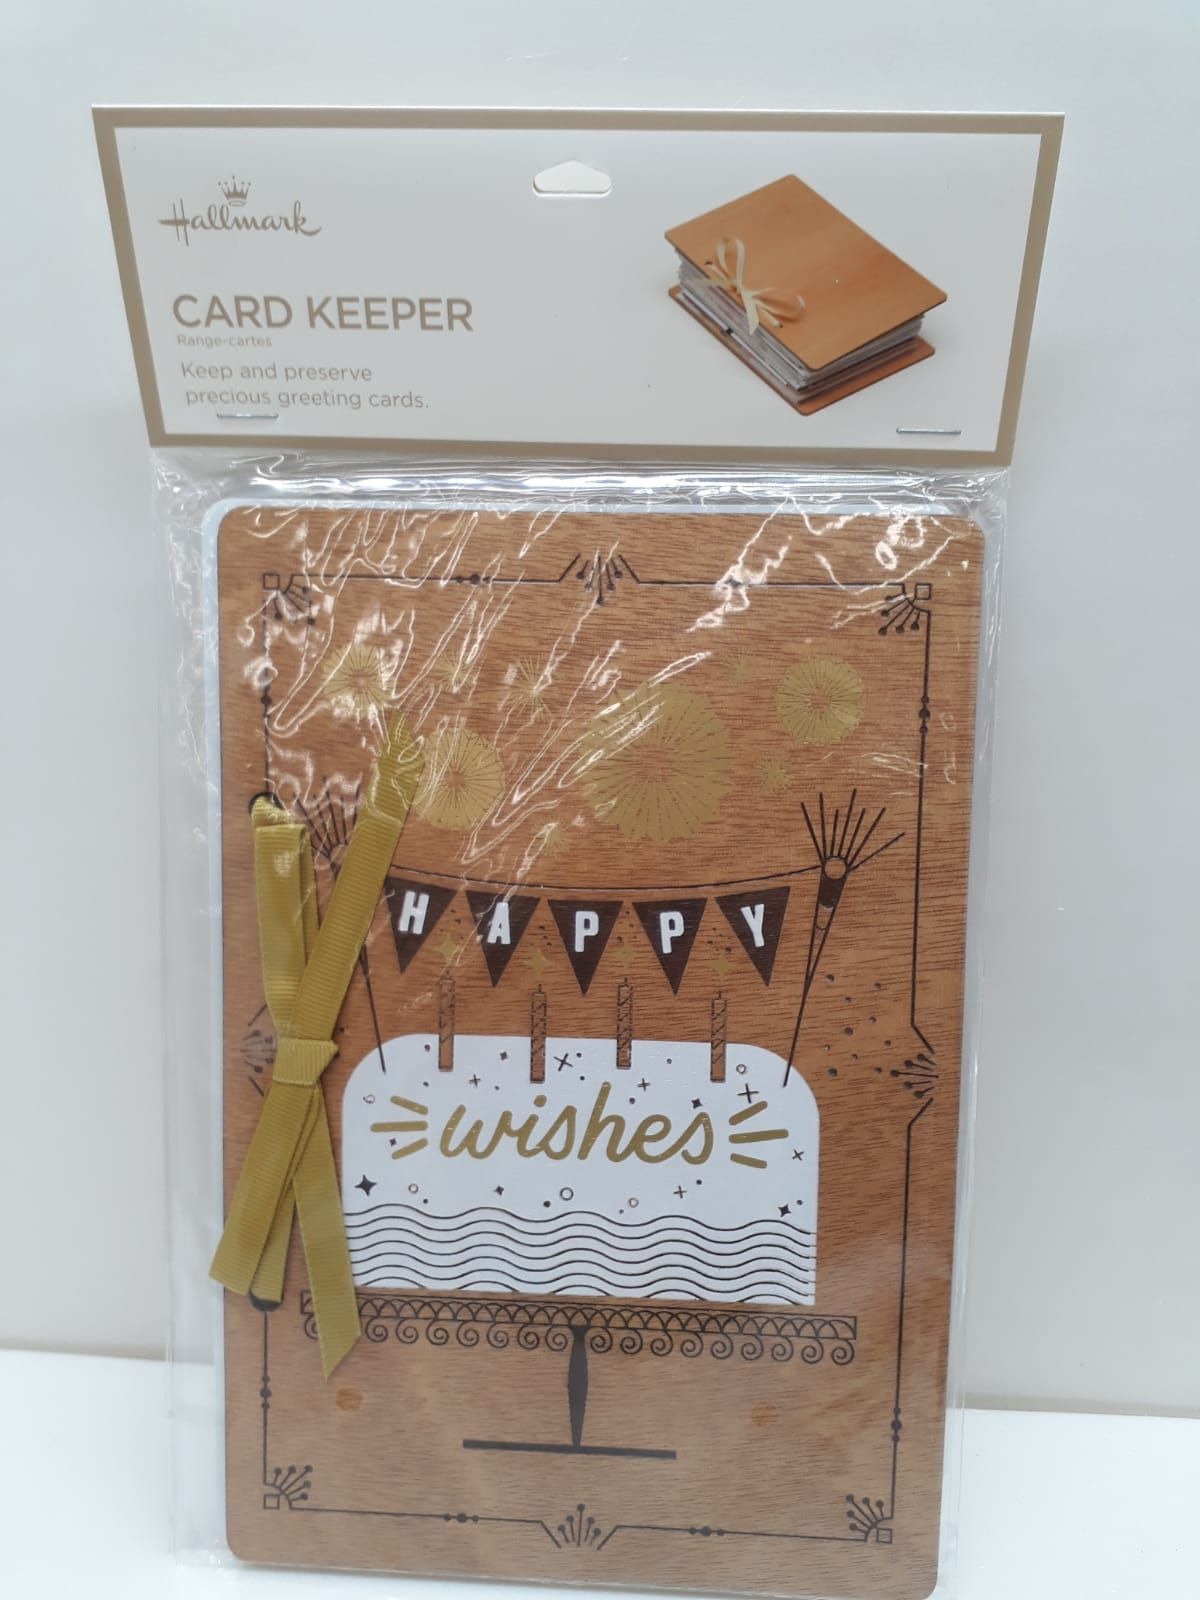 Hallmark
CARD KEEPER
Range-cartes
Keep and preserve
precious greeting cards.
HAPPY
wishes